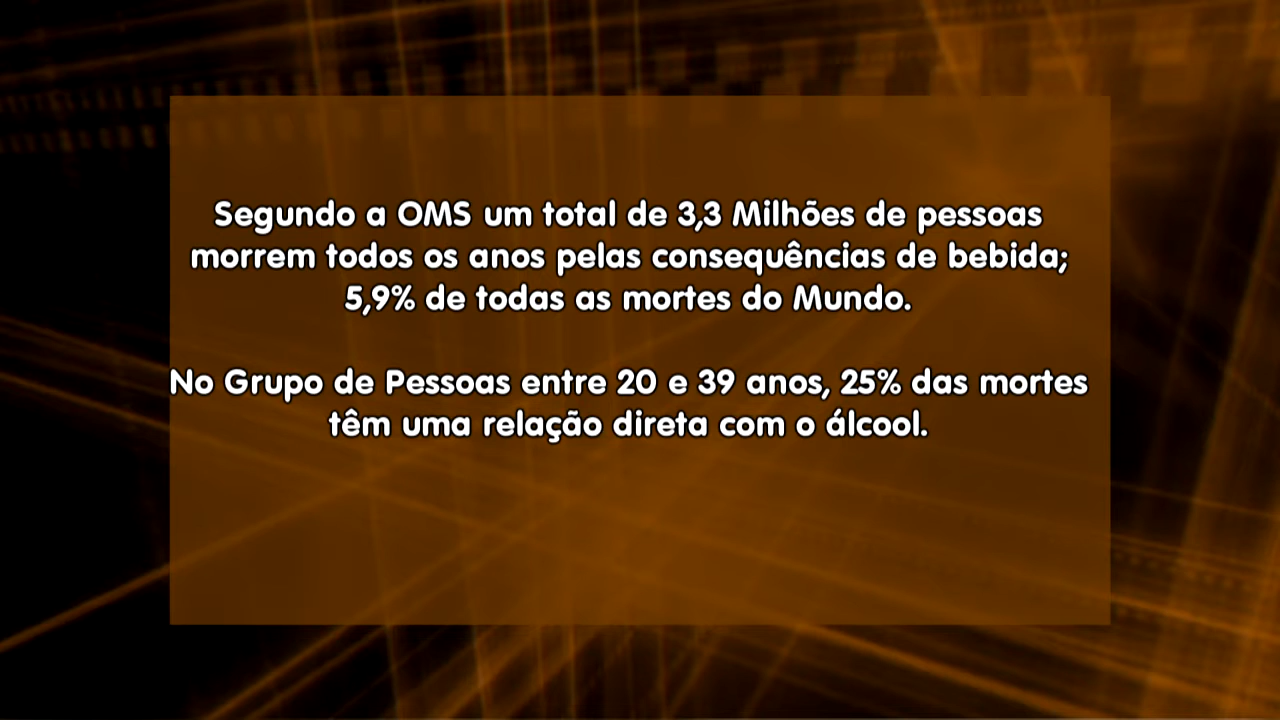 Segundo a OMS um total de 3,3 Milhões de pessoas
morrem todos os anos pelas consequências de bebida;
5,9% de todas as mortes do Mundo.
No Grupo de Pessoas entre 20 e 39 anos, 25% das mortes
têm uma relação direta com o álcool.